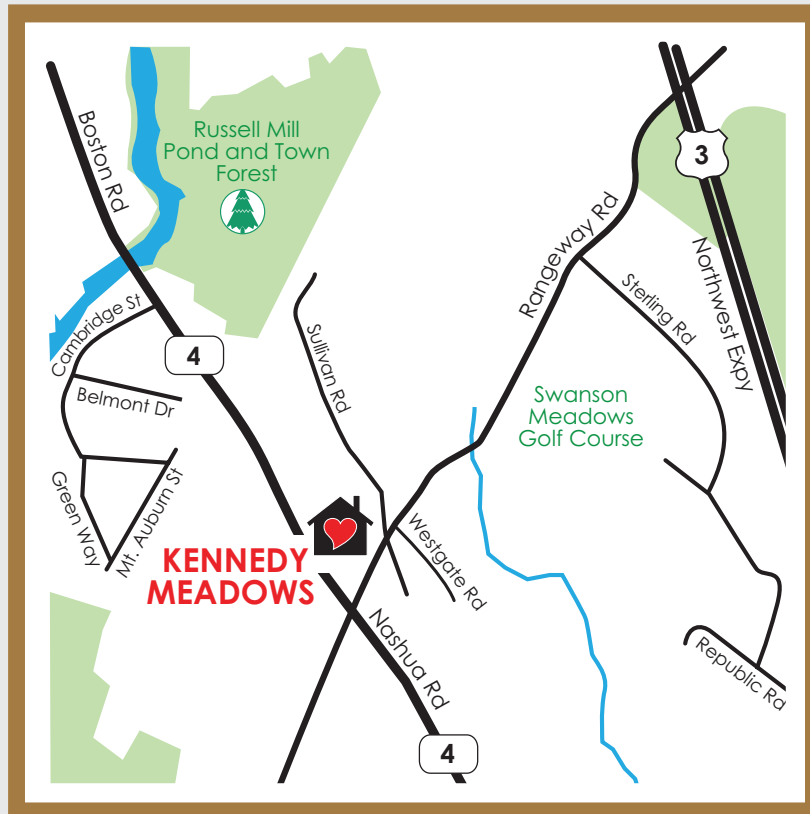 Boston Rd
Russell Mill
Pond and Town
Forest
3
Rangeway Rd
Northwest Expy
Sterling Rd
Cambridge St
4
Sullivan Rd
Belmont Dr
Swanson
Meadows
Golf Course
Green Way
Mt. Auburn St
Westgate Rd
KENNEDY
MEADOWS
Nashua Rd
Republic Rd
4